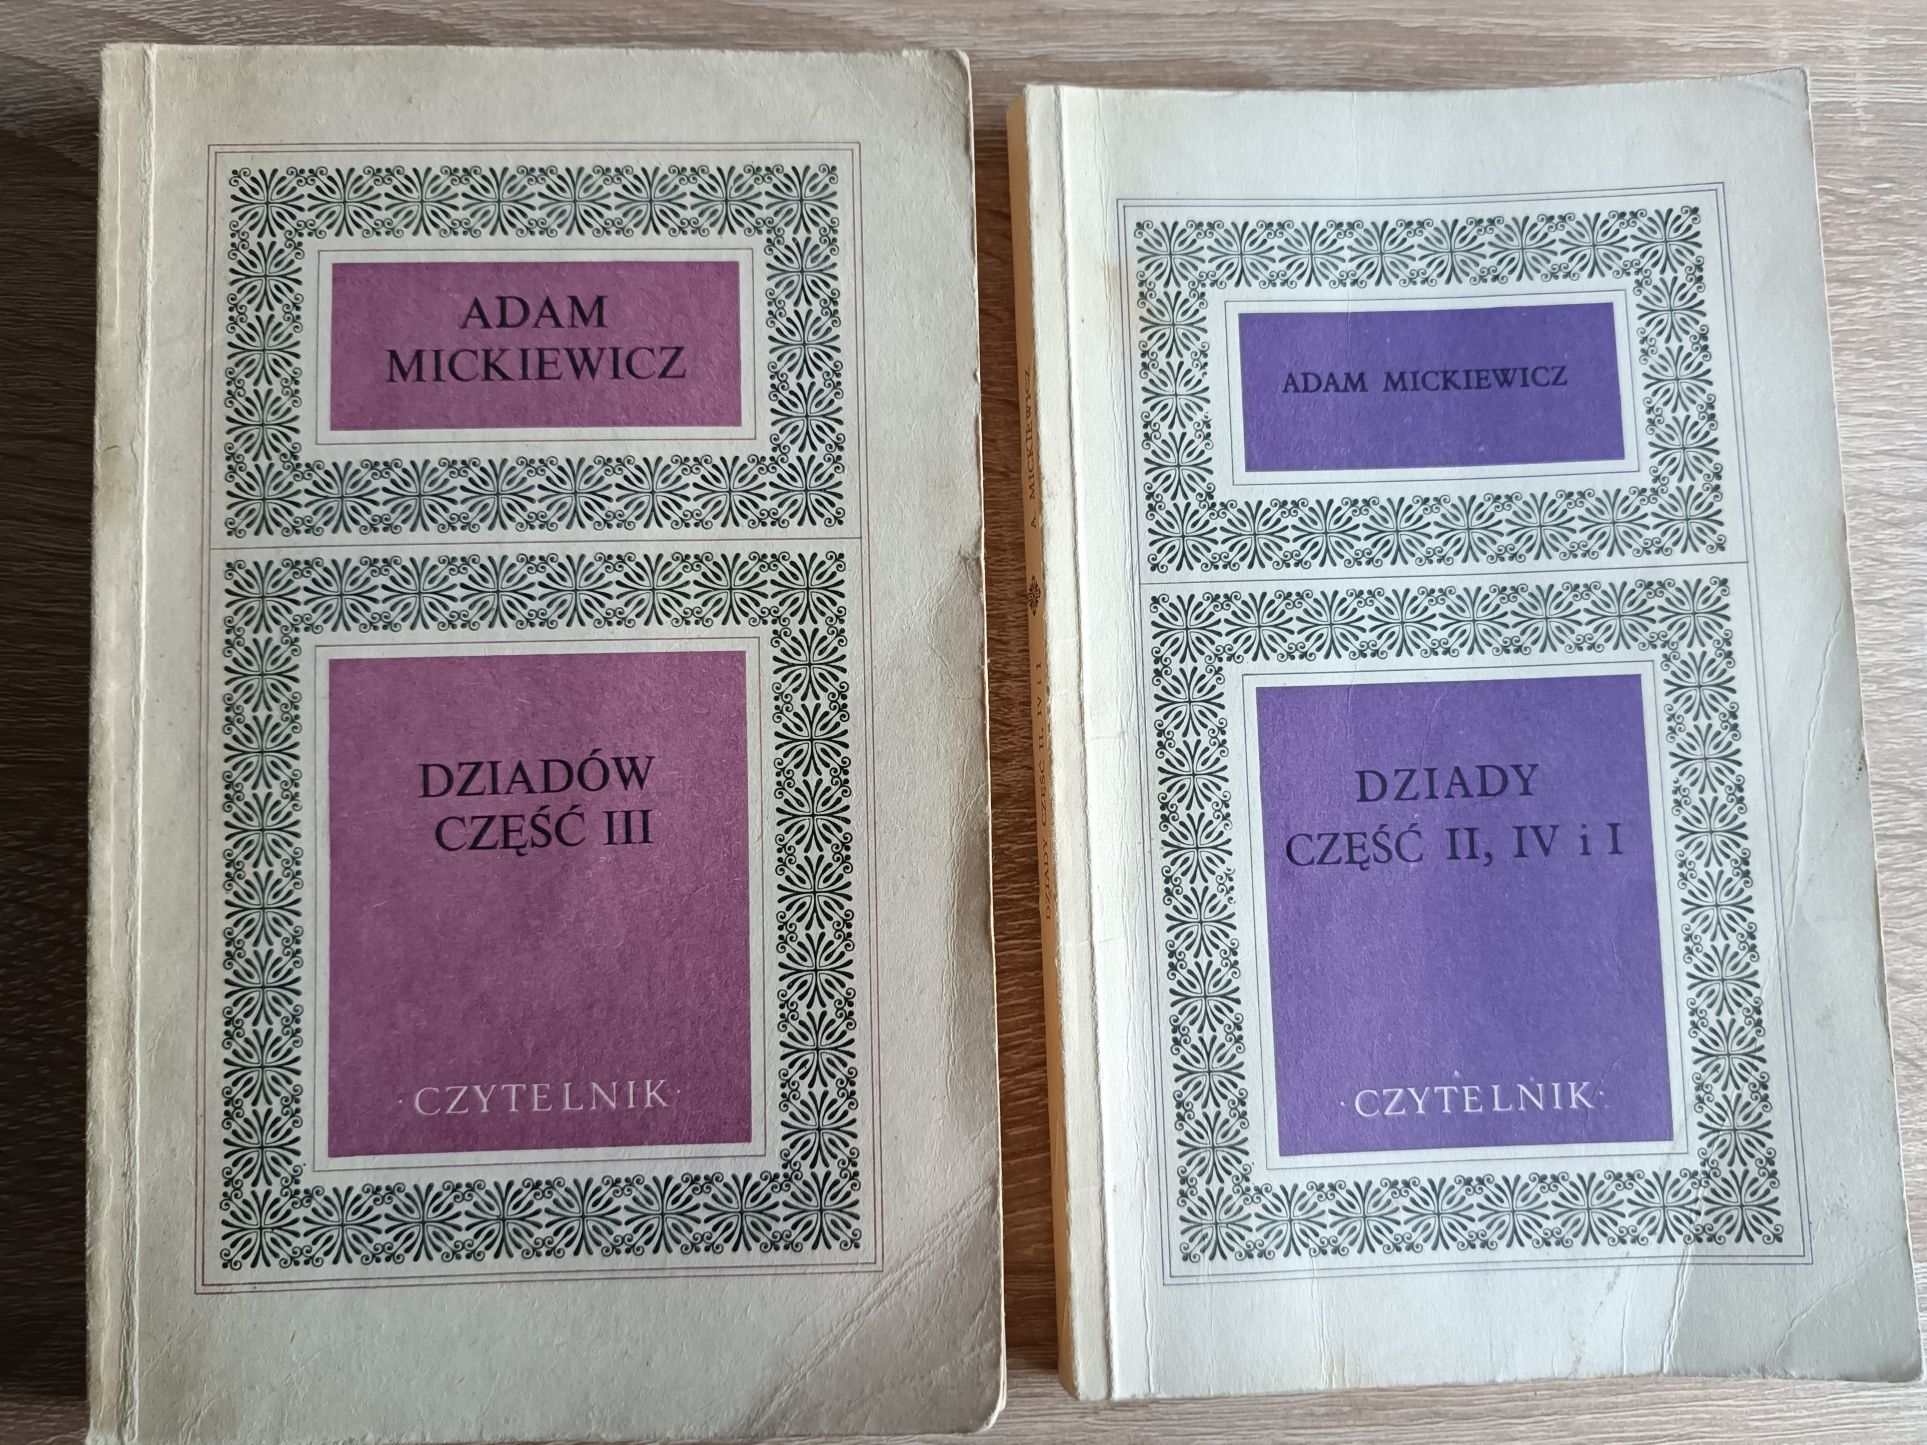 ADAM
MICKIEWICZ
DZIADÓW
CZĘŚĆ III
·CZYTELNIK·
A. MICKIEWICZ
DZIADY CZĘŚĆ II, IV i I
ADAM MICKIEWICZ
DZIADY
CZĘŚĆ II, IV i I
·CZYTELNIK·